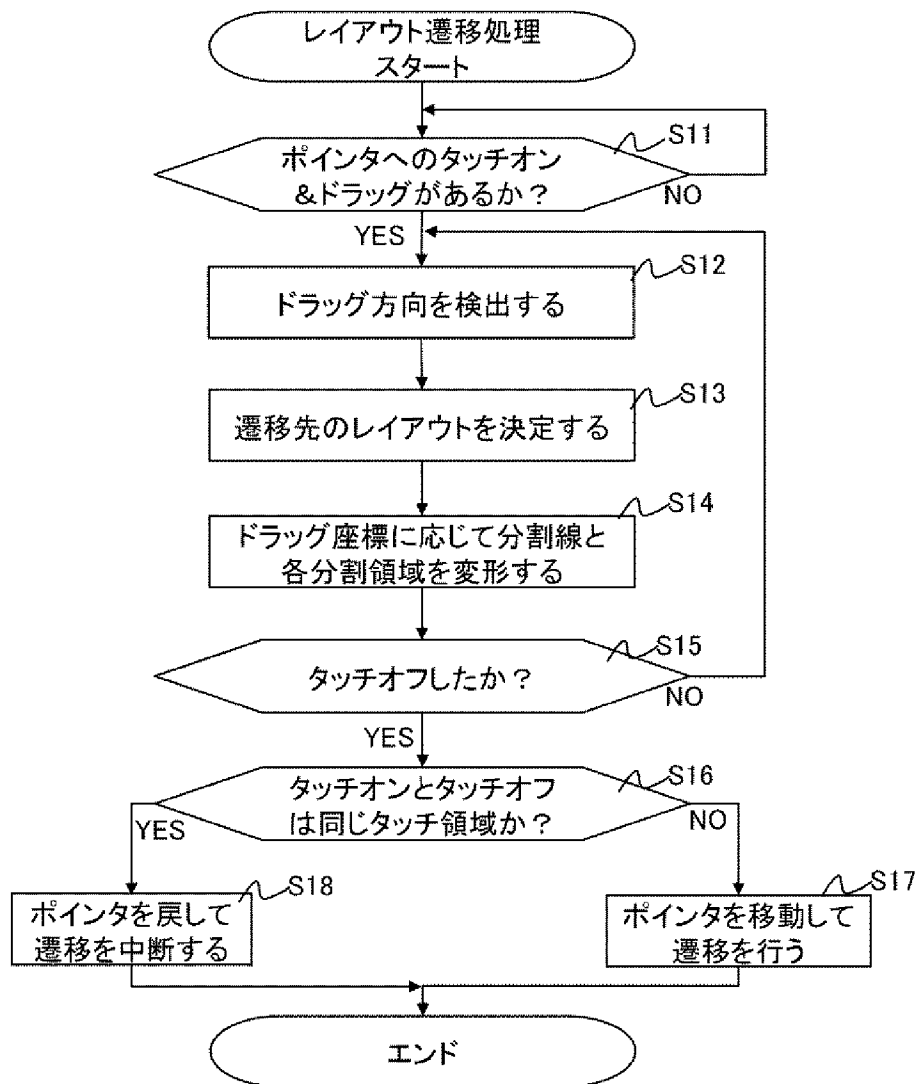 レイアウト遷移処理
スタート
S11
ポインタへのタッチオン
&ドラッグがあるか?
NO
YES
S12
ドラッグ方向を検出する
S13
遷移先のレイアウトを決定する
S14
ドラッグ座標に応じて分割線と
各分割領域を変形する
S15
タッチオフしたか?
NO
YES
S16
タッチオンとタッチオフ
は同じタッチ領域か?
YES
NO
S18
ポインタを戻して
遷移を中断する
S17
ポインタを移動して
遷移を行う
エンド